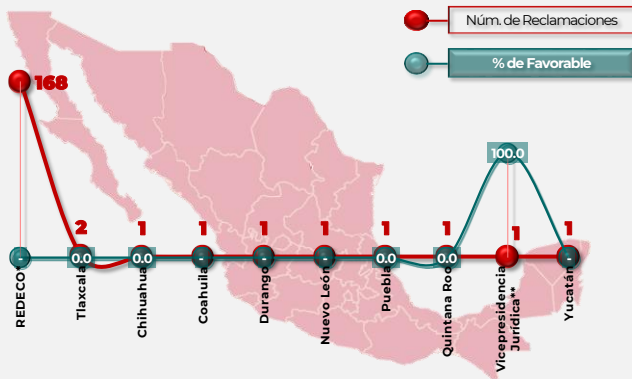 Núm. de Reclamaciones
% de Favorable
168
2
1
1
1
1
1
1
1
1
100.0
-
0.0
0.0
-
-
-
0.0
0.0
-
REDECO*
Tlaxcala
Chihuahua
Coahuila
Durango
Nuevo León
Puebla
Quintana Roo
Vicepresidencia
Jurídica**
Yucatán